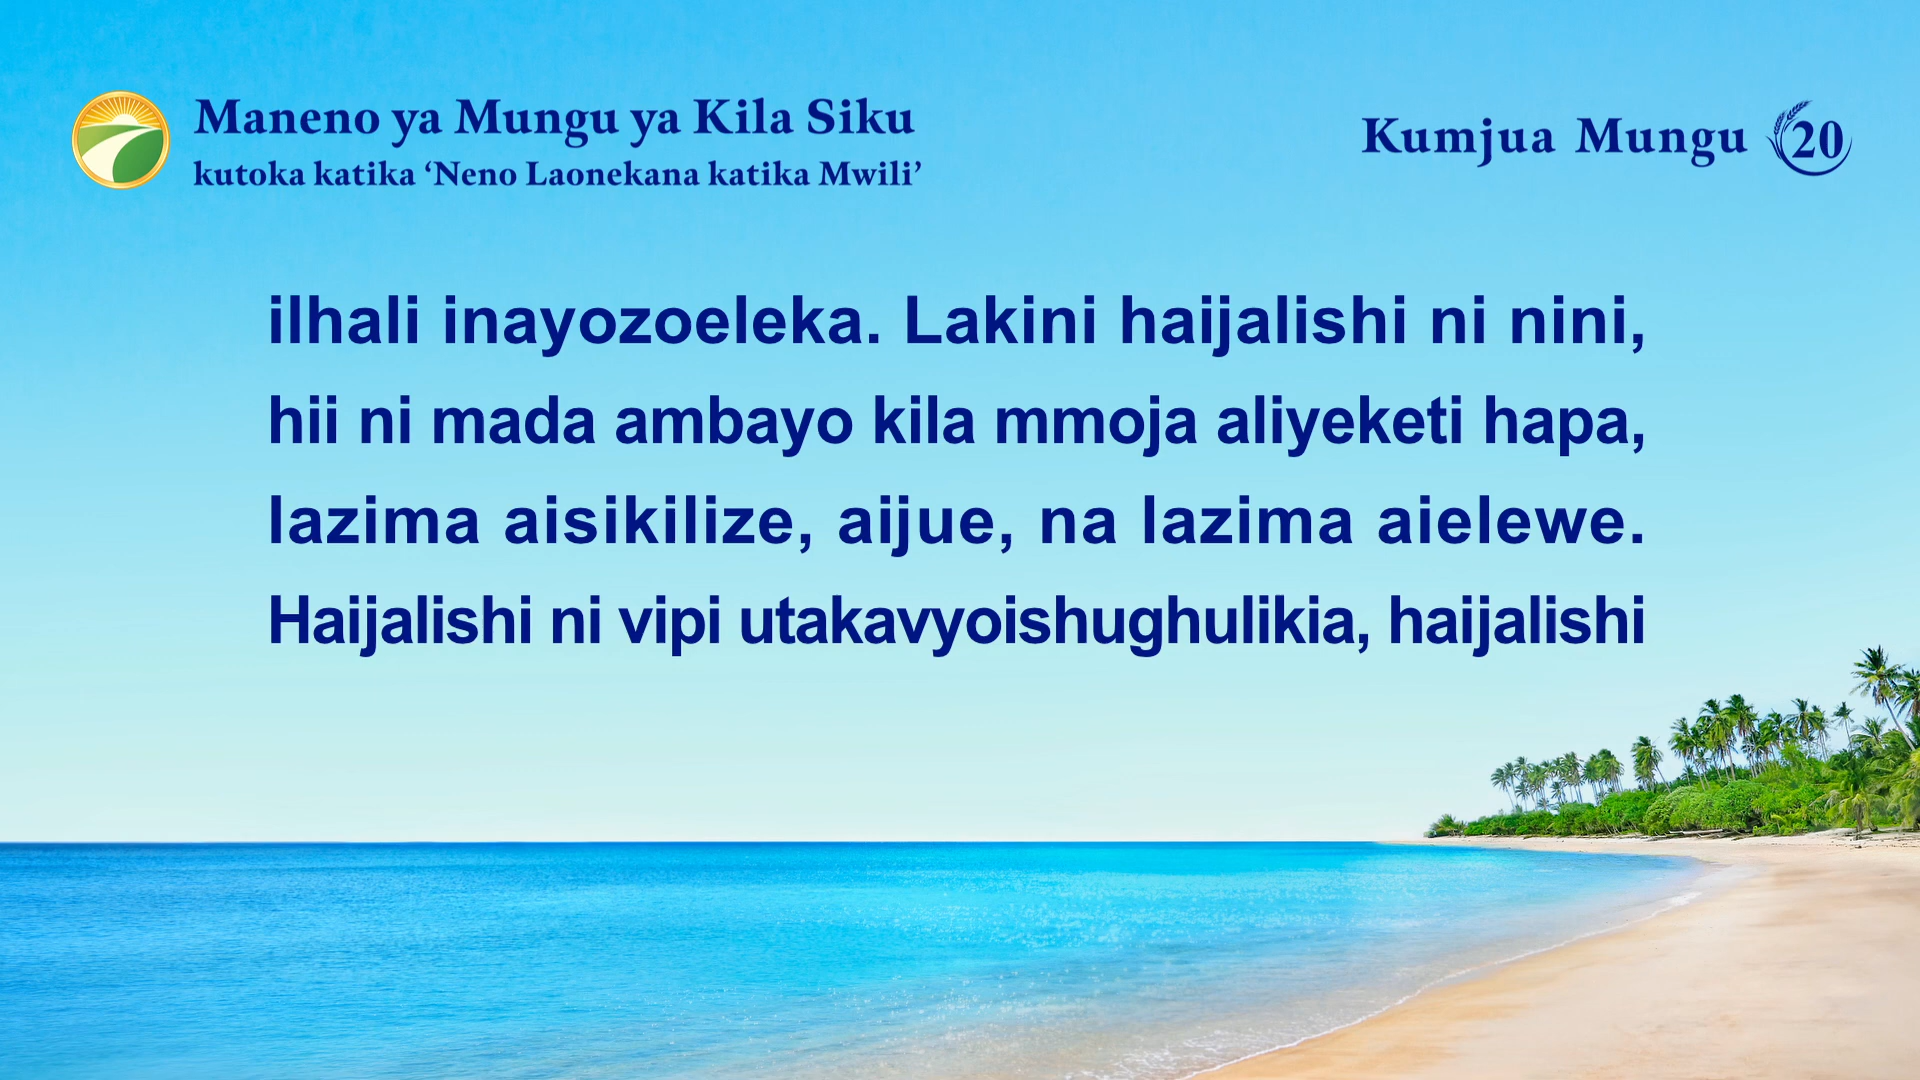 Maneno ya Mungu ya Kila Siku
kutoka katika ‘Neno Laonekana katika Mwili’
Kumjua Mungu 20
ilhali inayozoeleka. Lakini haijalishi ni nini,
hii ni mada ambayo kila mmoja aliyeketi hapa,
lazima aisikilize, aijue, na lazima aielewe.
Haijalishi ni vipi utakavyoishughulikia, haijalishi